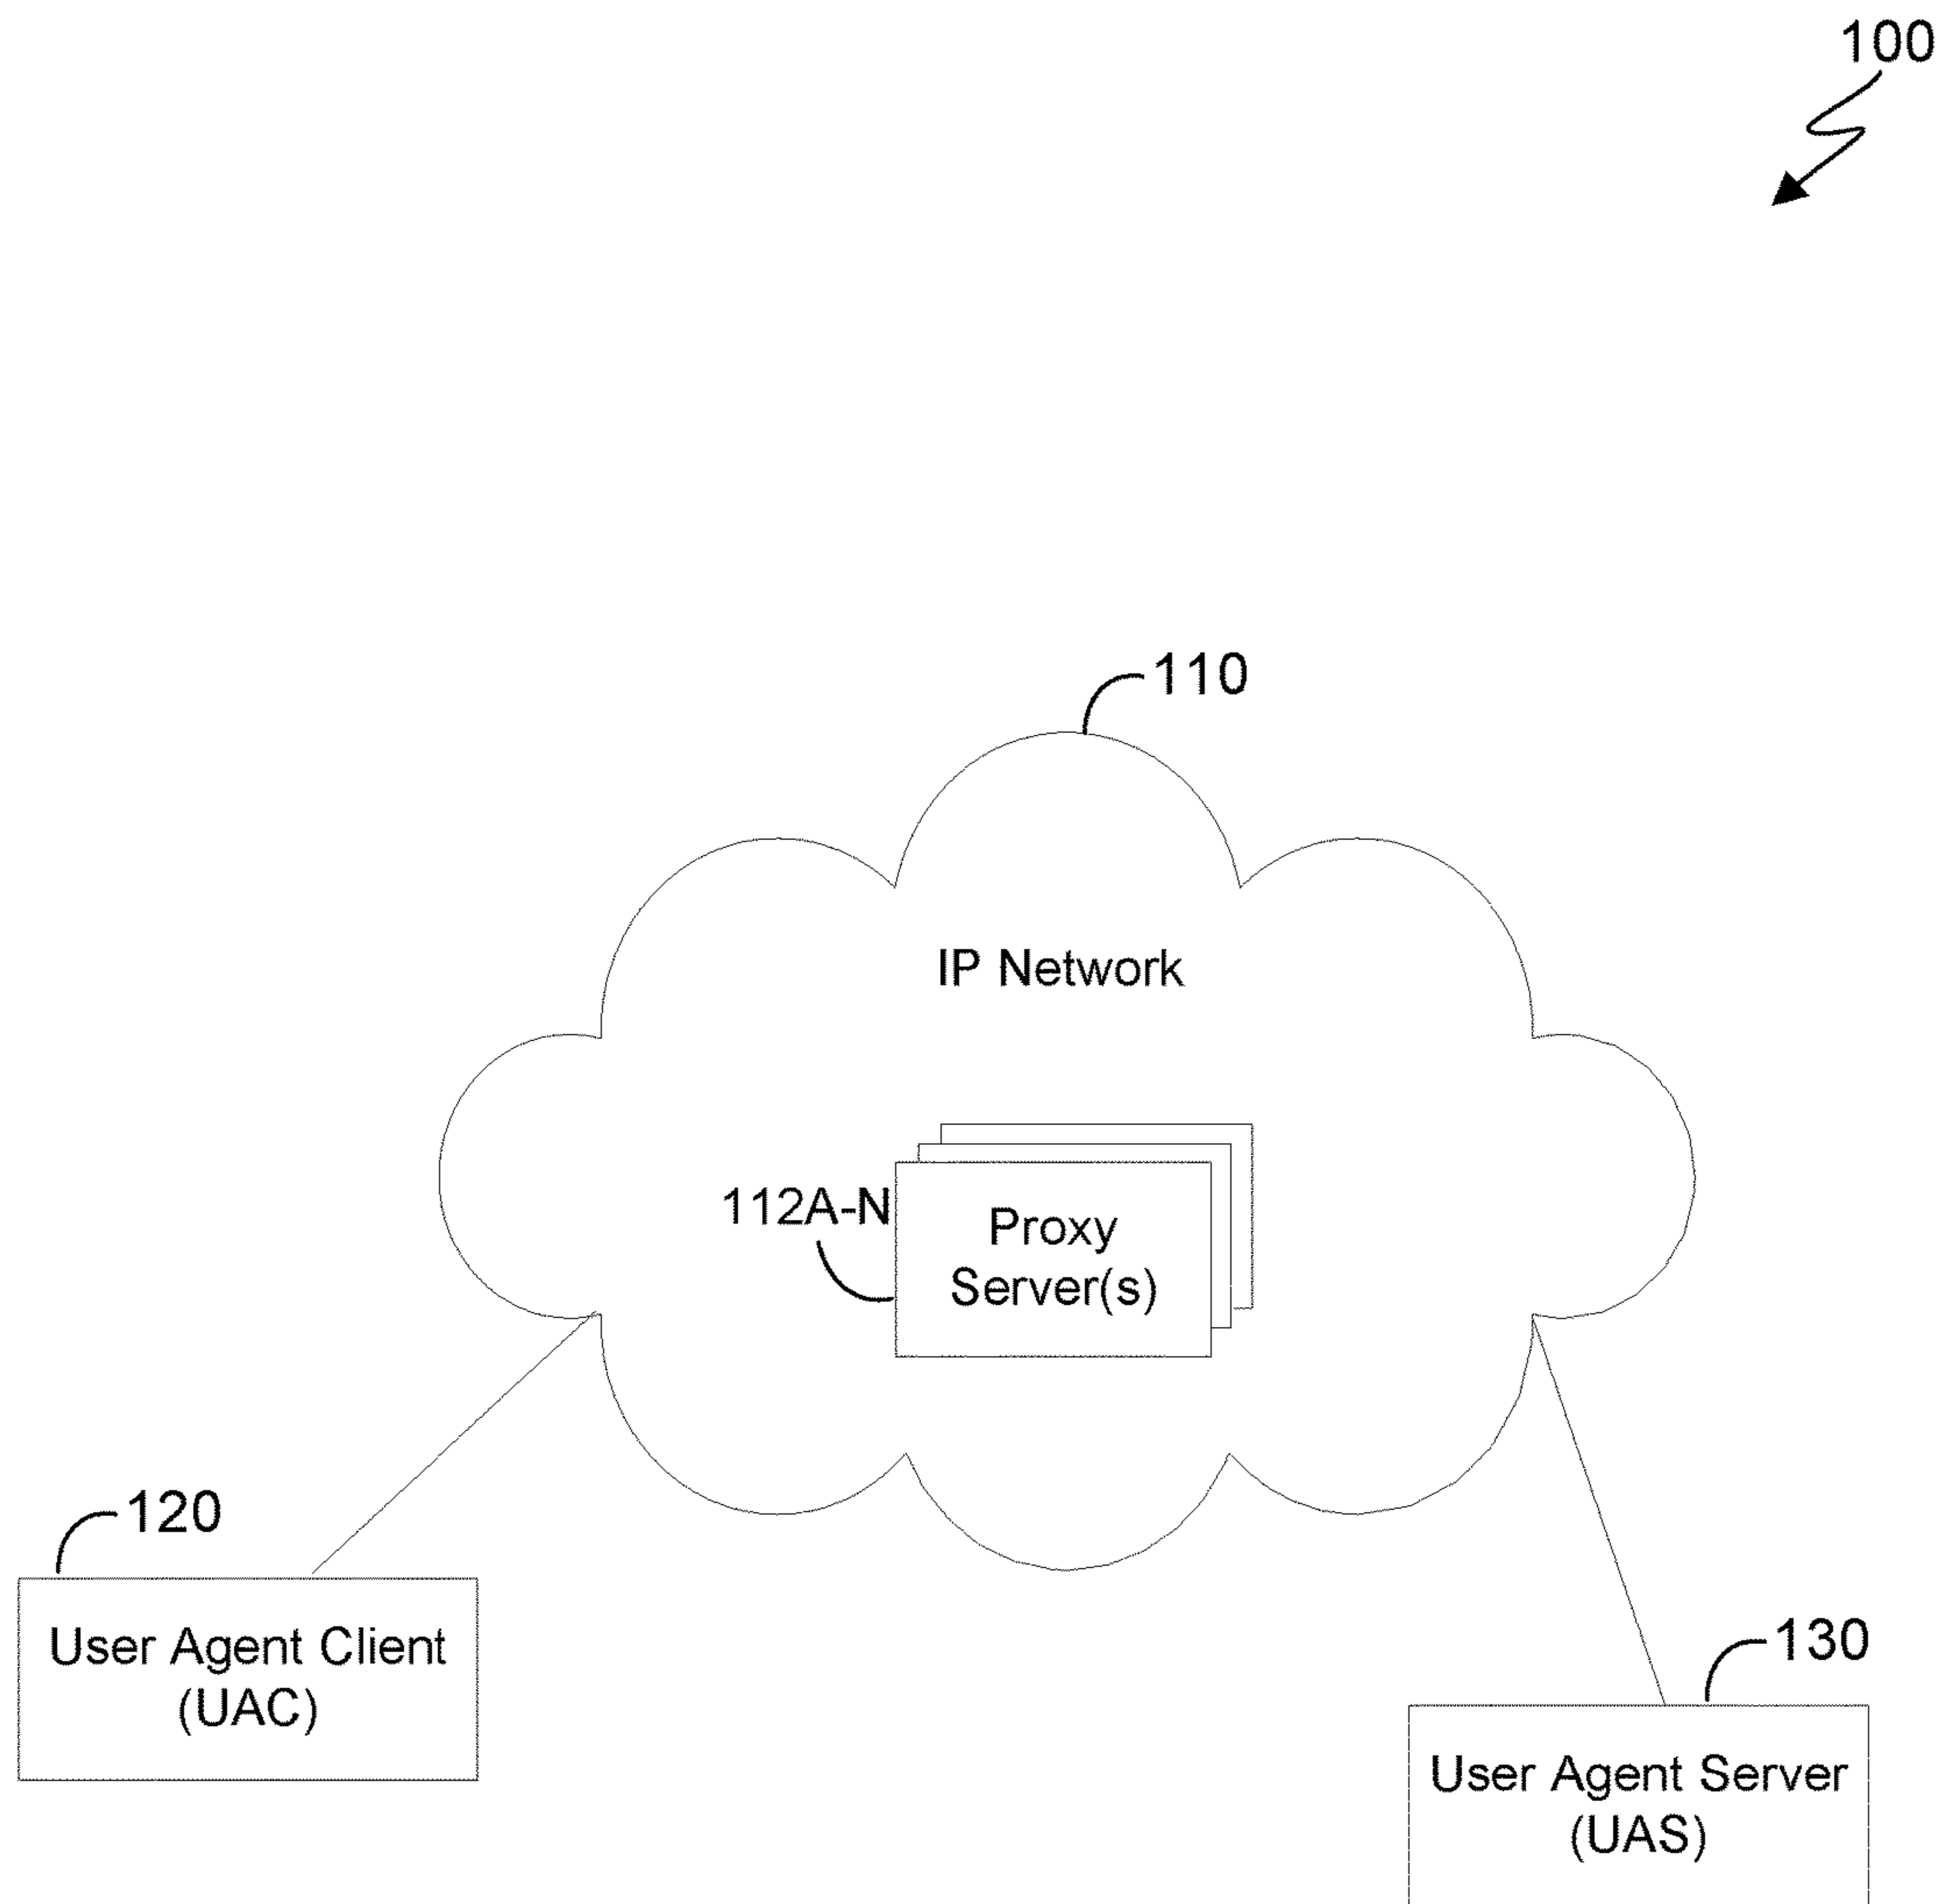 100
110
IP Network
112A-N
Proxy
Server(s)
120
User Agent Client
(UAC)
130
User Agent Server
(UAS)